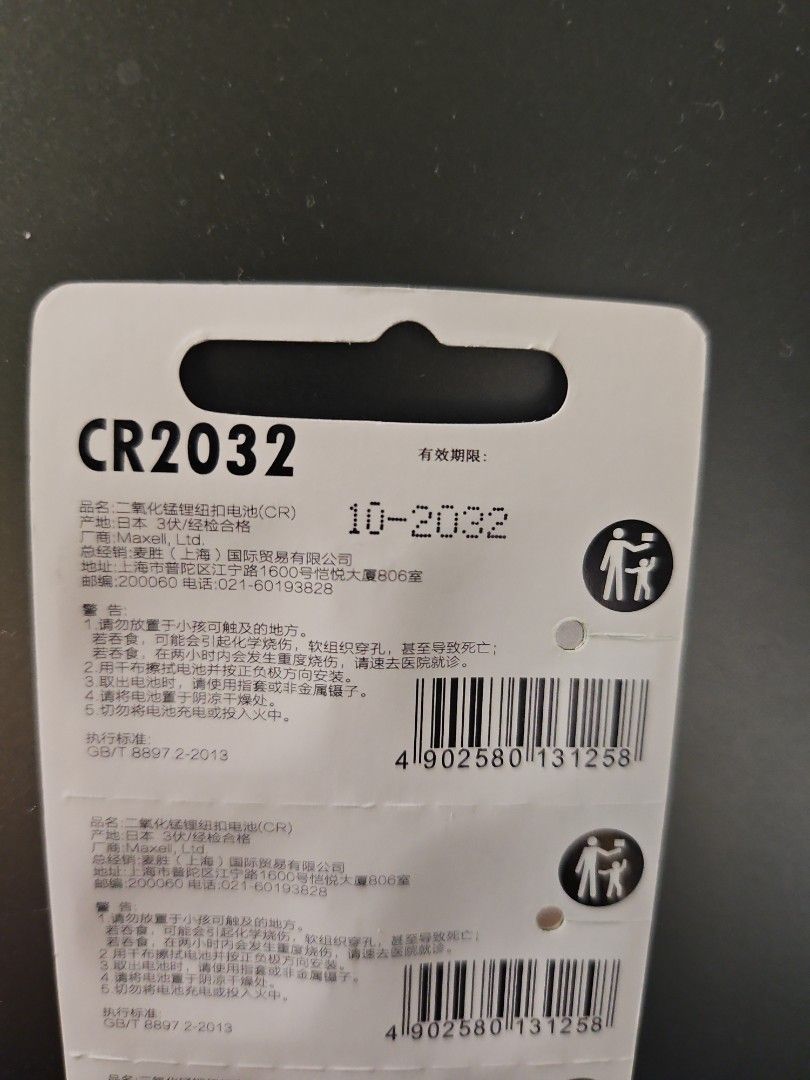 CR2032
有效期限:
10-2032
品名:二氧化锰锂纽扣电池(CR)
产地:日本 3伏/经检合格
厂商:Maxell, Ltd.
总经销:麦胜（上海）国际贸易有限公司
地址:上海市普陀区江宁路1600号恺悦大厦806室
邮编:200060 电话:021-60193828
警 告:
1.请勿放置于小孩可触及的地方。
若吞食，可能会引起化学烧伤，软组织穿孔，甚至导致死亡；
若吞食，在两小时内会发生重度烧伤，请速去医院就诊。
2.用干布擦拭电池并按正负极方向安装。
3.取出电池时，请使用指套或非金属镊子。
4.请将电池置于阴凉干燥处。
5.切勿将电池充电或投入火中。
执行标准:
GB/T 8897.2-2013
4 902580 131258
品名:二氧化锰锂纽扣电池(CR)
产地:日本 3伏/经检合格
厂商:Maxell, Ltd.
总经销:麦胜（上海）国际贸易有限公司
地址:上海市普陀区江宁路1600号恺悦大厦806室
邮编:200060 电话:021-60193828
警 告:
1.请勿放置于小孩可触及的地方。
若吞食，可能会引起化学烧伤，软组织穿孔，甚至导致死亡；
若吞食，在两小时内会发生重度烧伤，请速去医院就诊。
2.用干布擦拭电池并按正负极方向安装。
3.取出电池时，请使用指套或非金属镊子。
4.请将电池置于阴凉干燥处。
5.切勿将电池充电或投入火中。
执行标准:
GB/T 8897.2-2013
4 902580 131258
品名:二氧化锰锂纽扣电池(CR)